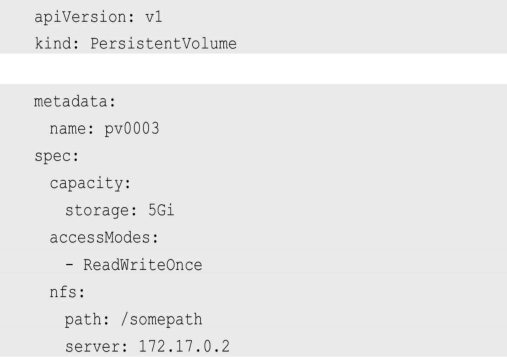 apiVersion: v1
kind: PersistentVolume
metadata:
  name: pv0003
spec:
  capacity:
    storage: 5Gi
  accessModes:
    - ReadWriteOnce
  nfs:
    path: /somepath
    server: 172.17.0.2